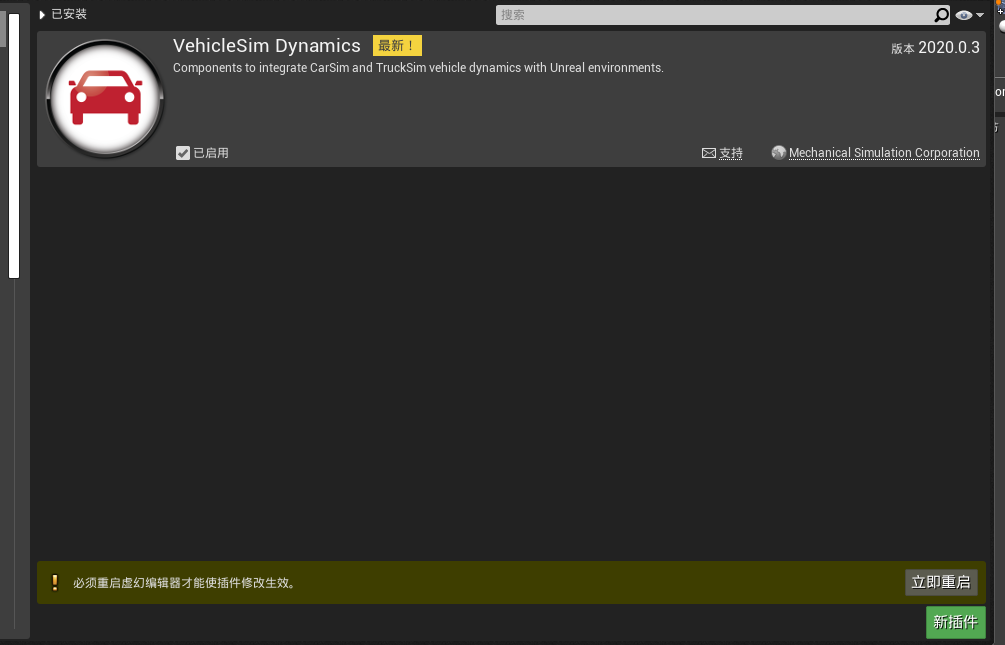 已安装
搜索
VehicleSim Dynamics 最新！
版本 2020.0.3
Components to integrate CarSim and TruckSim vehicle dynamics with Unreal environments.
已启用
支持
Mechanical Simulation Corporation
必须重启虚幻编辑器才能使插件修改生效。
立即重启
新插件